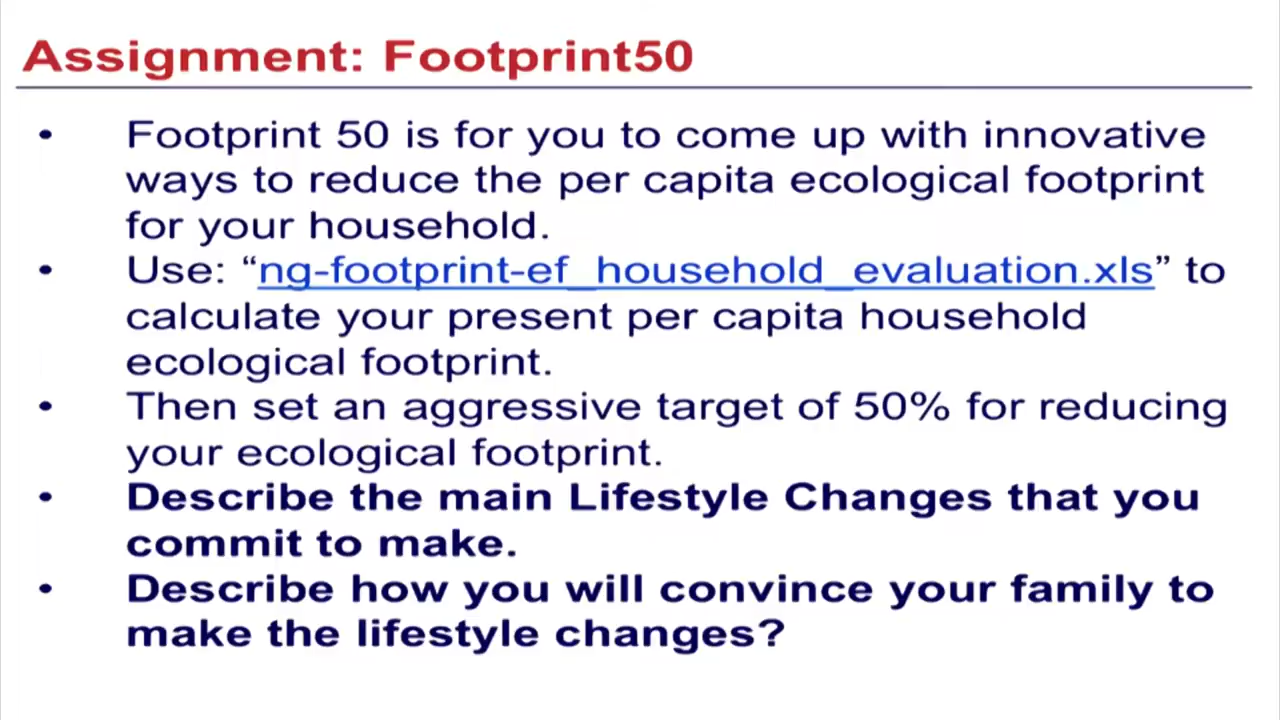 Assignment: Footprint50
• Footprint 50 is for you to come up with innovative
ways to reduce the per capita ecological footprint
for your household.
• Use: “ng-footprint-ef_household_evaluation.xls” to
calculate your present per capita household
ecological footprint.
• Then set an aggressive target of 50% for reducing
your ecological footprint.
• Describe the main Lifestyle Changes that you
commit to make.
• Describe how you will convince your family to
make the lifestyle changes?